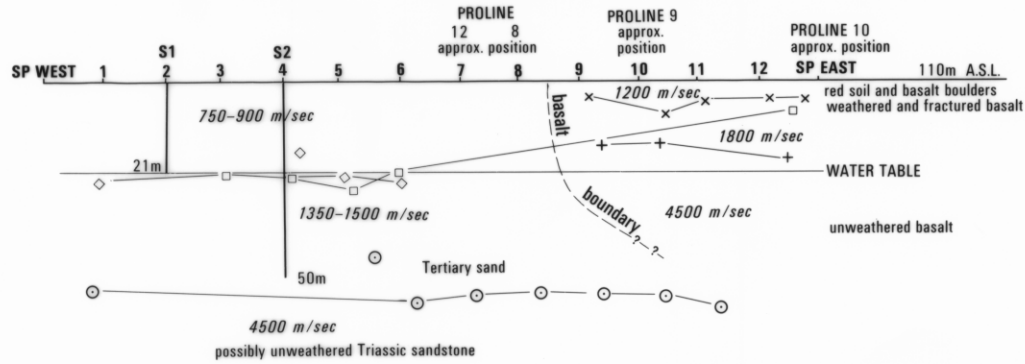 PROLINE
12 8
approx. position
PROLINE 9
approx.
position
PROLINE 10
approx. position
S1
S2
SP WEST 1 2 3 4 5 6 7 8 9 10 11 12 SP EAST 110m A.S.L.
red soil and basalt boulders
1200 m/sec
weathered and fractured basalt
750–900 m/sec
basalt
1800 m/sec
21m
WATER TABLE
1350–1500 m/sec
boundary
? ?
4500 m/sec
unweathered basalt
Tertiary sand
50m
4500 m/sec
possibly unweathered Triassic sandstone